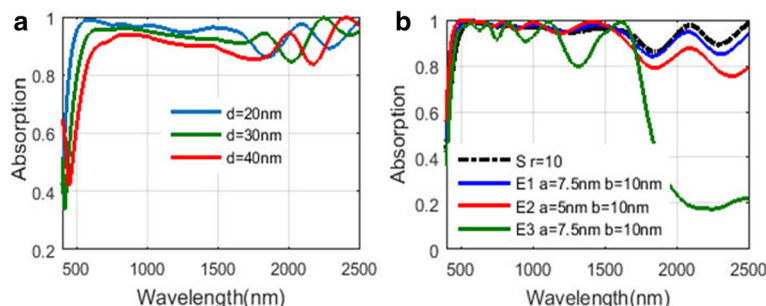 a
1
0.8
0.6
0.4
0.2
Absorption
500
1000
1500
2000
2500
Wavelength(nm)
d=20nm
d=30nm
d=40nm
b
1
0.8
0.6
0.4
0.2
0
Absorption
500
1000
1500
2000
2500
Wavelength(nm)
S r=10
E1 a=7.5nm b=10nm
E2 a=5nm b=10nm
E3 a=7.5nm b=10nm